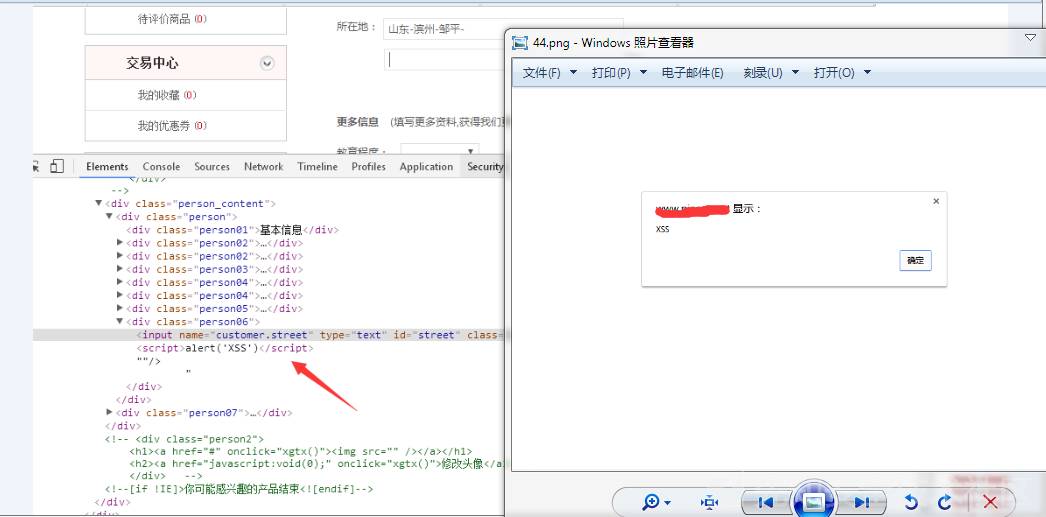 待评价商品 (0)
所在地：
山东-滨州-邹平-
交易中心
我的收藏 (0)
我的优惠券 (0)
更多信息 (填写更多资料,获得我们
教育程度：
Elements Console Sources Network Timeline Profiles Application Security
</div>
-->
▼<div class="person_content">
▼<div class="person">
<div class="person01">基本信息</div>
▶<div class="person02">…</div>
▶<div class="person02">…</div>
▶<div class="person03">…</div>
▶<div class="person04">…</div>
▶<div class="person04">…</div>
▶<div class="person05">…</div>
▼<div class="person06">
<input name="customer.street" type="text" id="street" class=
<script>alert('XSS')</script>
""/>
"
</div>
</div>
▶<div class="person07">…</div>
</div>
<!-- <div class="person2">
<h1><a href="#" onclick="xgtx()"><img src="" /></a></h1>
<h2><a href="javascript:void(0);" onclick="xgtx()">修改头像</a
</div> -->
<!--[if !IE]>你可能感兴趣的产品结束<![endif]-->
</div>
</div>
44.png - Windows 照片查看器
文件(F) 打印(P) 电子邮件(E) 刻录(U) 打开(O)
显示：
XSS
确定